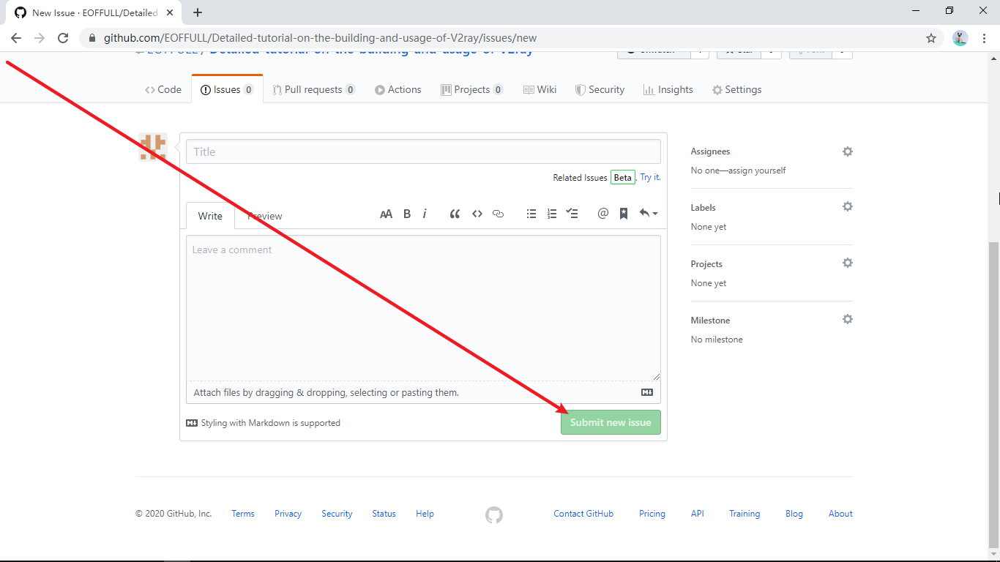 New Issue · EOFFULL/Detailed-
github.com/EOFFULL/Detailed-tutorial-on-the-building-and-usage-of-V2ray/issues/new
EOFFULL / Detailed-tutorial-on-the-building-and-usage-of-V2ray
Code Issues 0 Pull requests 0 Actions Projects 0 Wiki Security Insights Settings
Title
Related Issues Beta . Try it.
Write Preview AA B i
Leave a comment
Attach files by dragging & dropping, selecting or pasting them.
Styling with Markdown is supported
Submit new issue
Assignees
No one—assign yourself
Labels
None yet
Projects
None yet
Milestone
No milestone
© 2020 GitHub, Inc. Terms Privacy Security Status Help Contact GitHub Pricing API Training Blog About